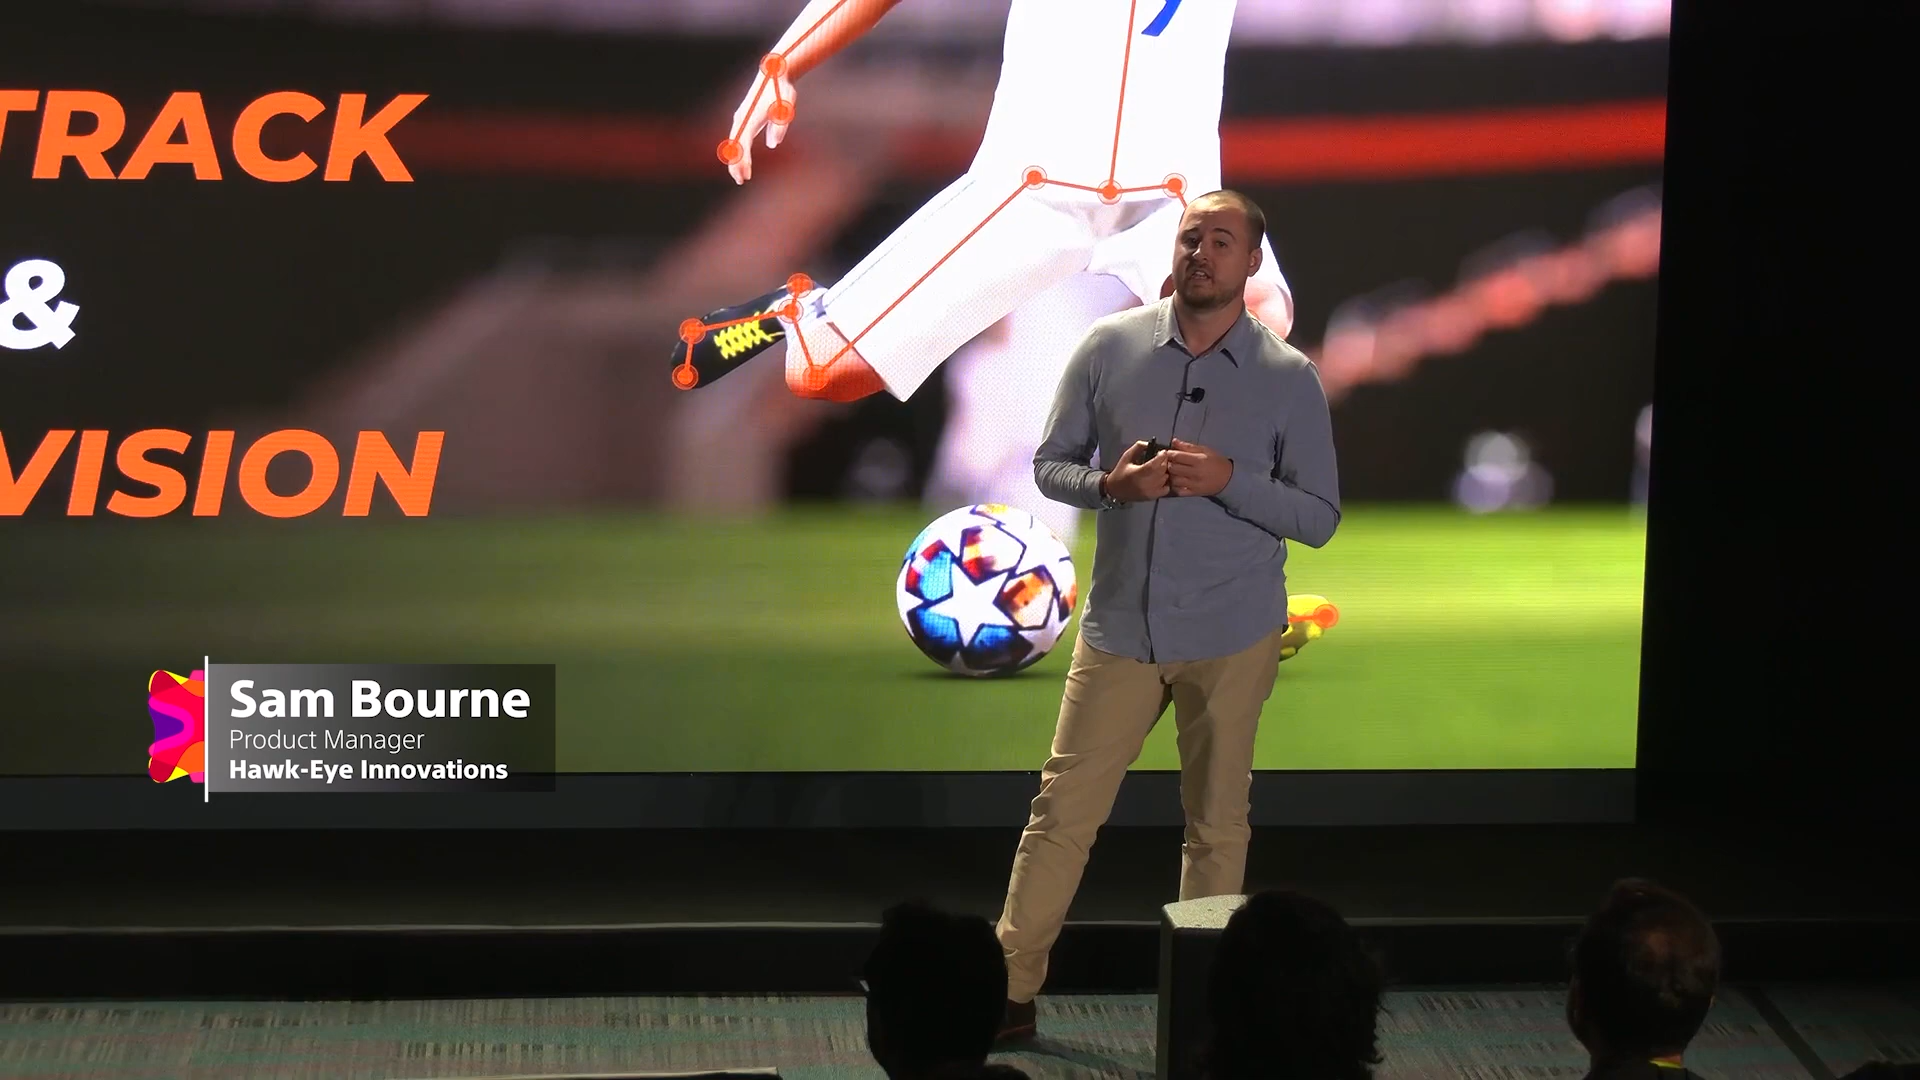 TRACK
&
VISION
Sam Bourne
Product Manager
Hawk-Eye Innovations